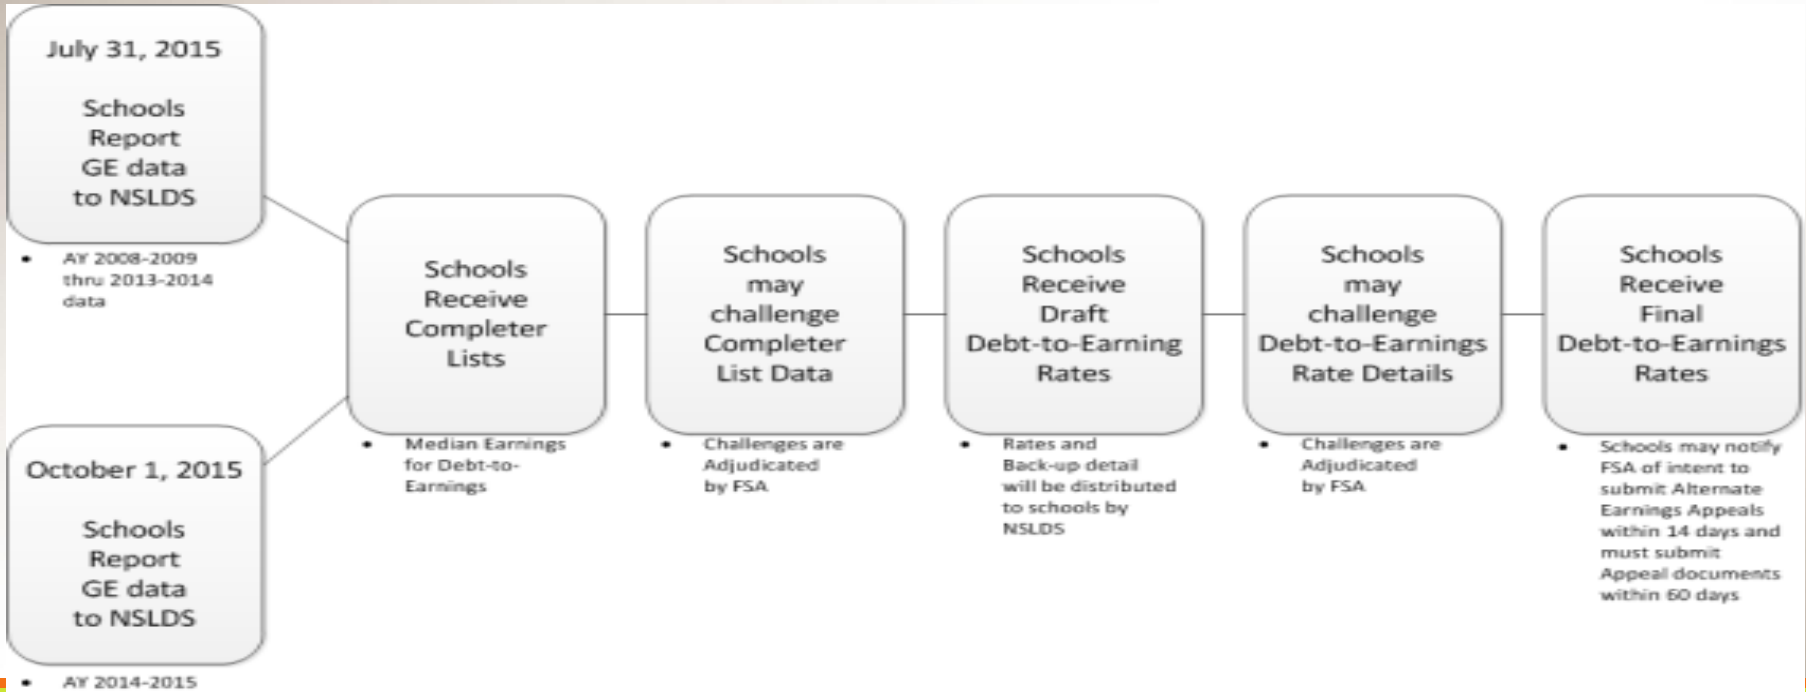 July 31, 2015
Schools
Report
GE data
to NSLDS
• AY 2008-2009
thru 2013-2014
data
October 1, 2015
Schools
Report
GE data
to NSLDS
• AY 2014-2015
Schools
Receive
Completer
Lists
• Median Earnings
for Debt-to-
Earnings
Schools
may
challenge
Completer
List Data
• Challenges are
Adjudicated
by FSA
Schools
Receive
Draft
Debt-to-Earning
Rates
• Rates and
Back-up detail
will be distributed
to schools by
NSLDS
Schools
may
challenge
Debt-to-Earnings
Rate Details
• Challenges are
Adjudicated
by FSA
Schools
Receive
Final
Debt-to-Earnings
Rates
• Schools may notify
FSA of intent to
submit Alternate
Earnings Appeals
within 14 days and
must submit
Appeal documents
within 60 days